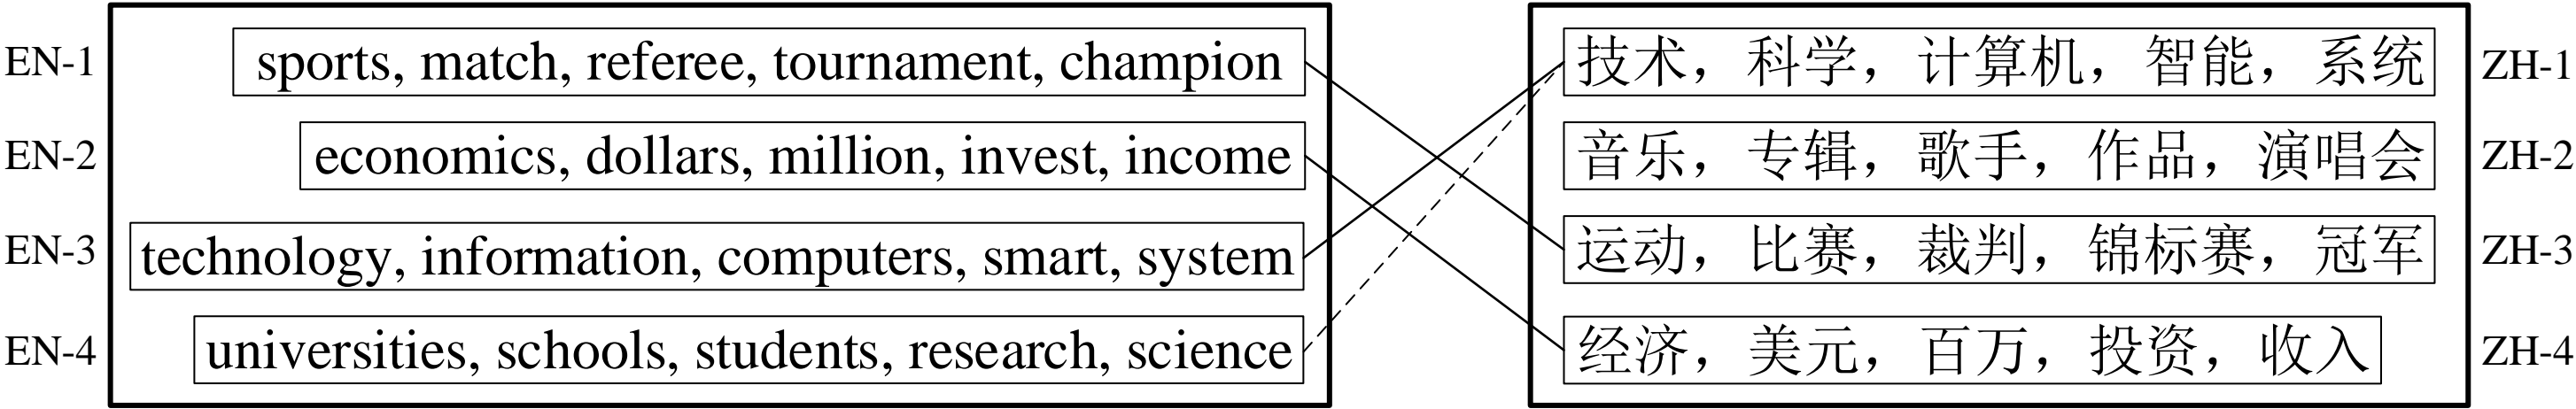 EN-1 sports, match, referee, tournament, champion
EN-2 economics, dollars, million, invest, income
EN-3 technology, information, computers, smart, system
EN-4 universities, schools, students, research, science
技术，科学，计算机，智能，系统 ZH-1
音乐，专辑，歌手，作品，演唱会 ZH-2
运动，比赛，裁判，锦标赛，冠军 ZH-3
经济，美元，百万，投资，收入 ZH-4